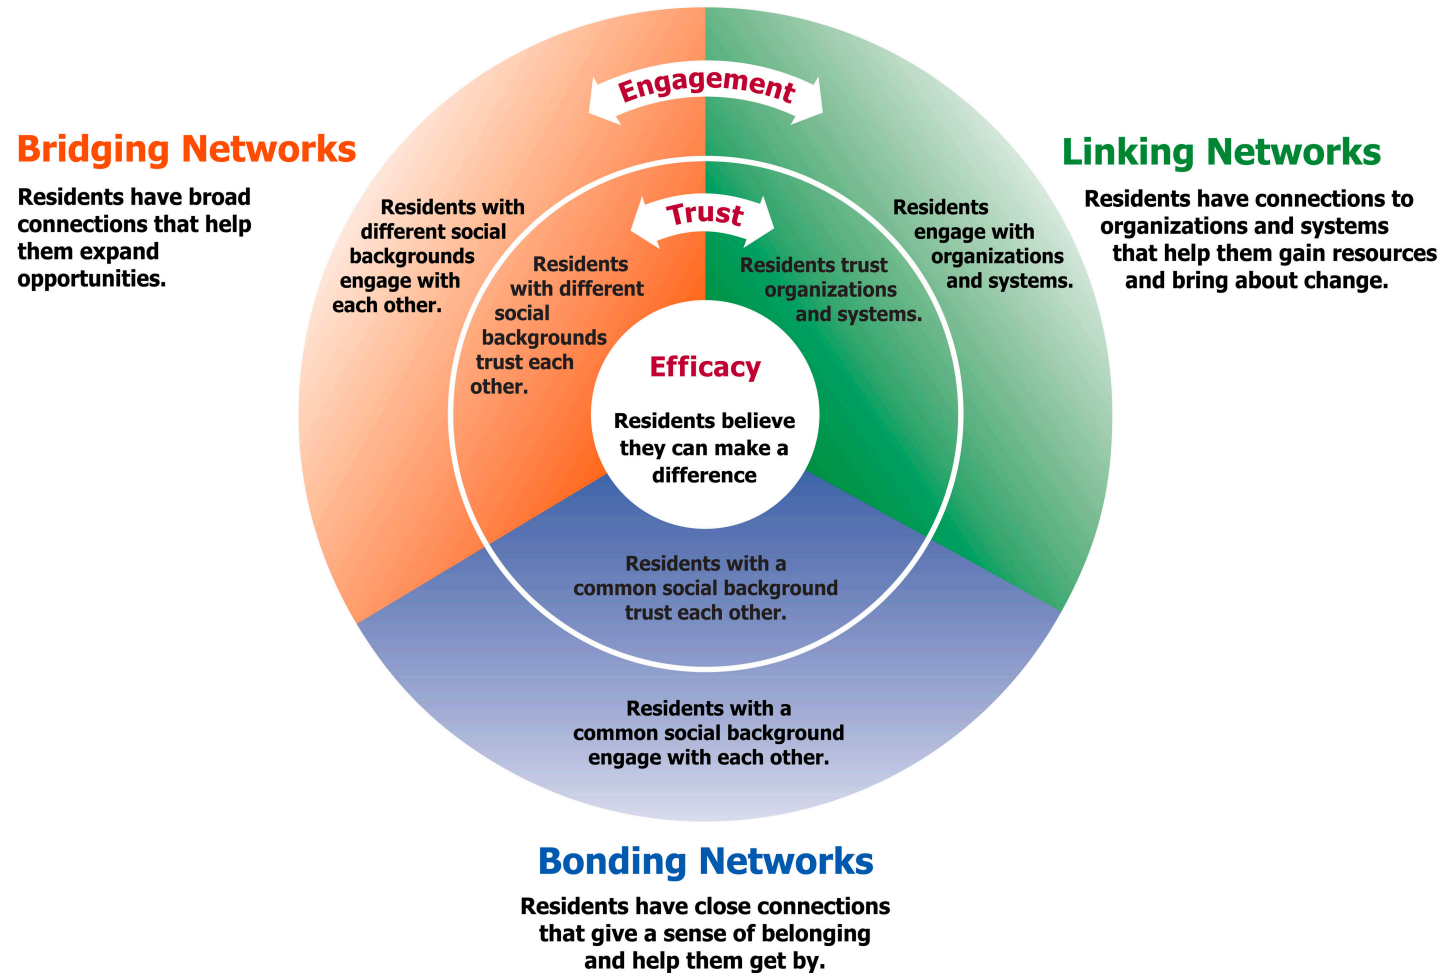 Engagement
Trust
Bridging Networks
Residents have broad
connections that help
them expand
opportunities.
Residents with
different social
backgrounds
engage with
each other.
Residents
with different
social
backgrounds
trust each
other.
Residents trust
organizations
and systems.
Residents
engage with
organizations
and systems.
Linking Networks
Residents have connections to
organizations and systems
that help them gain resources
and bring about change.
Efficacy
Residents believe
they can make a
difference
Residents with a
common social background
trust each other.
Residents with a
common social background
engage with each other.
Bonding Networks
Residents have close connections
that give a sense of belonging
and help them get by.